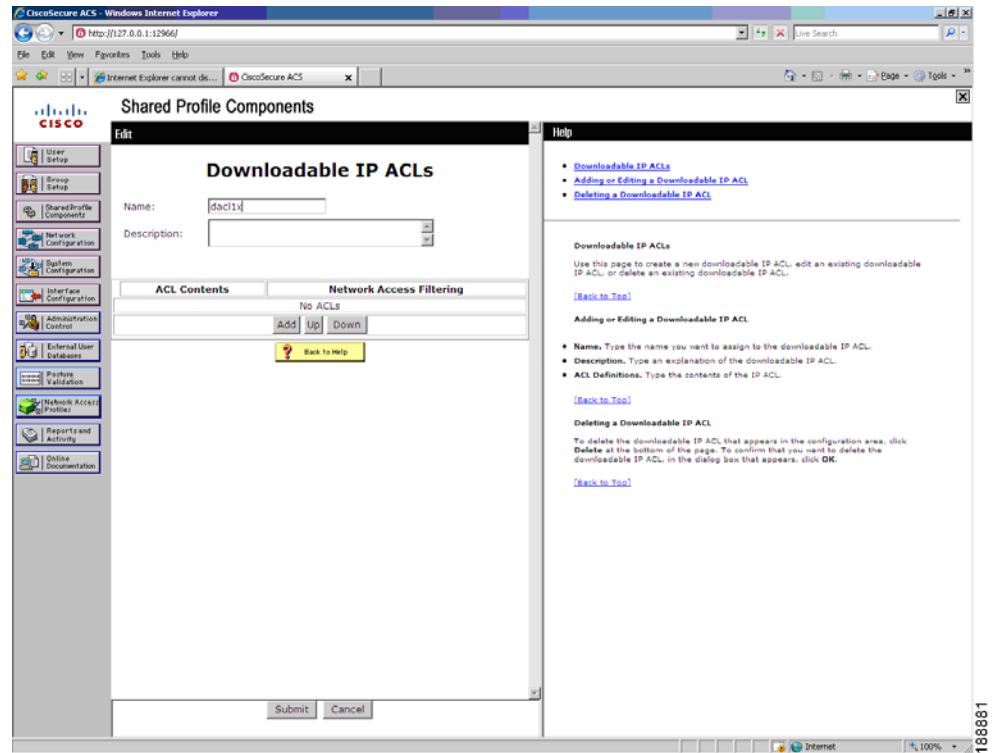 CiscoSecure ACS - Windows Internet Explorer
http://127.0.0.1:12966/
Live Search
File Edit View Favorites Tools Help
Internet Explorer cannot dis...
CiscoSecure ACS
Page
Tools
CISCO
Shared Profile Components
User Setup
Group Setup
Shared Profile Components
Network Configuration
System Configuration
Interface Configuration
Administration Control
External User Databases
Posture Validation
Network Access Profiles
Reports and Activity
Online Documentation
Edit
Downloadable IP ACLs
Name: dacl1x
Description:
ACL Contents Network Access Filtering
No ACLs
Add Up Down
? Back to Help
Submit Cancel
Help
Downloadable IP ACLs
Adding or Editing a Downloadable IP ACL
Deleting a Downloadable IP ACL
Downloadable IP ACLs
Use this page to create a new downloadable IP ACL, edit an existing downloadable
IP ACL, or delete an existing downloadable IP ACL.
[Back to Top]
Adding or Editing a Downloadable IP ACL
Name. Type the name you want to assign to the downloadable IP ACL.
Description. Type an explanation of the downloadable IP ACL.
ACL Definitions. Type the contents of the IP ACL.
[Back to Top]
Deleting a Downloadable IP ACL
To delete the downloadable IP ACL that appears in the configuration area, click
Delete at the bottom of the page. To confirm that you want to delete the
downloadable IP ACL, in the dialog box that appears, click OK.
[Back to Top]
Internet
100%
188881